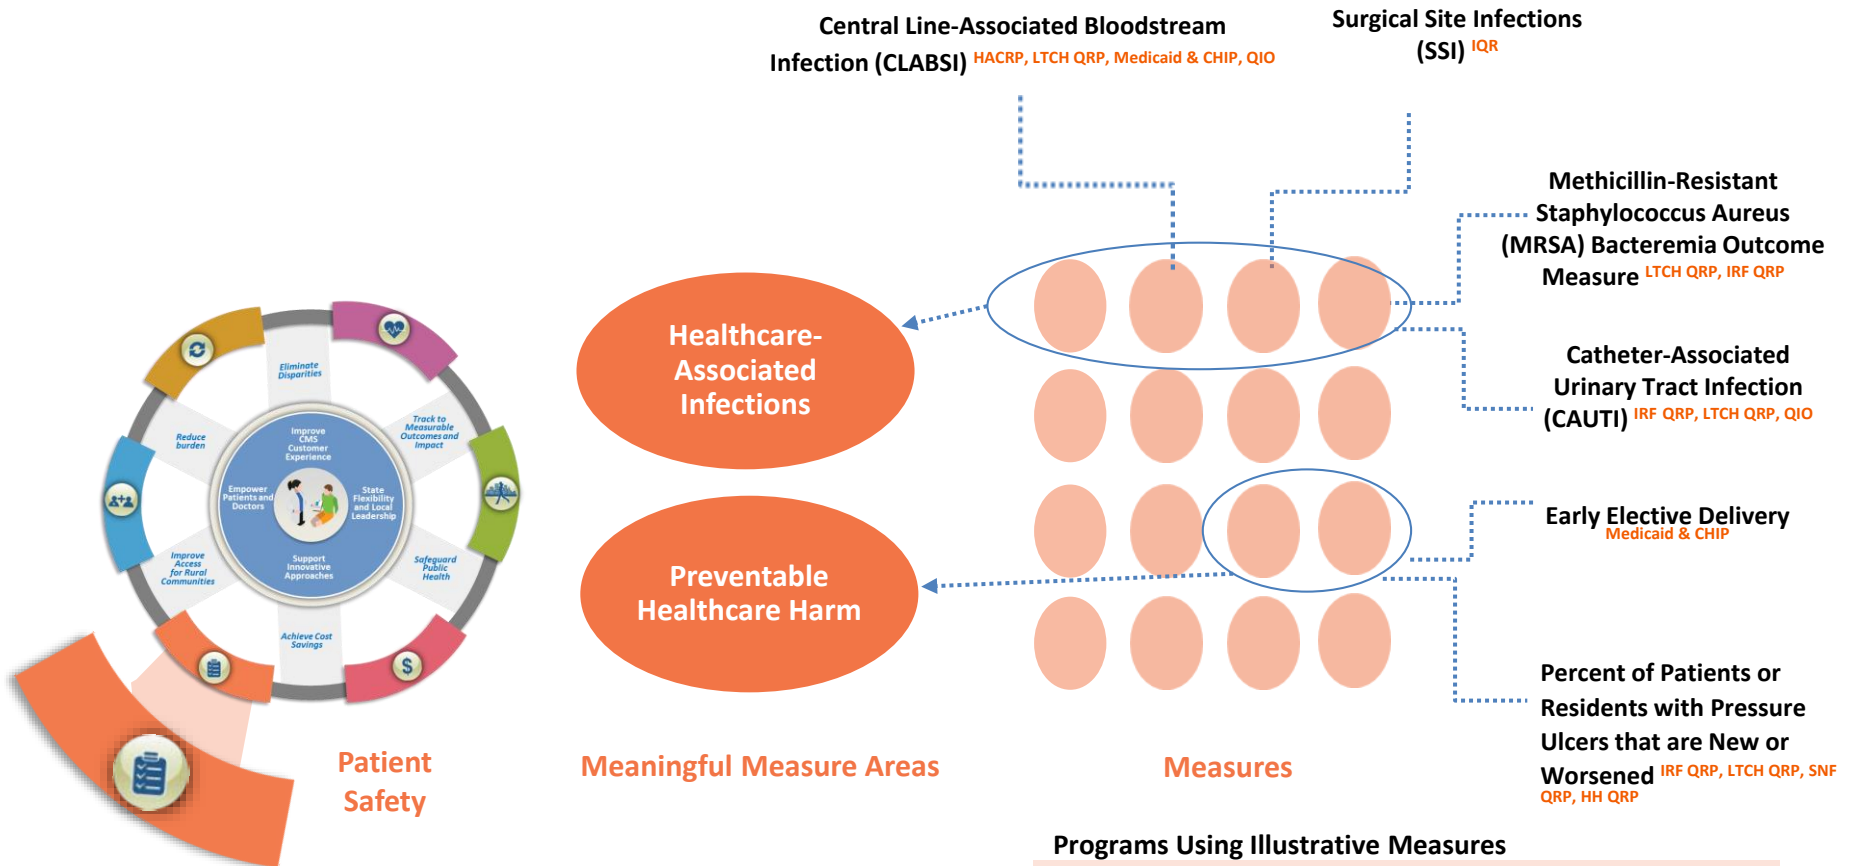 Central Line-Associated Bloodstream
Infection (CLABSI) HACRP, LTCH QRP, Medicaid & CHIP, QIO
Surgical Site Infections
(SSI) IQR
Methicillin-Resistant
Staphylococcus Aureus
(MRSA) Bacteremia Outcome
Measure LTCH QRP, IRF QRP
Catheter-Associated
Urinary Tract Infection
(CAUTI) IRF QRP, LTCH QRP, QIO
Early Elective Delivery
Medicaid & CHIP
Percent of Patients or
Residents with Pressure
Ulcers that are New or
Worsened IRF QRP, LTCH QRP, SNF
QRP, HH QRP
Healthcare-
Associated
Infections
Preventable
Healthcare Harm
Eliminate
Disparities
Track to
Measurable
Outcomes and
Impact
Safeguard
Public
Health
Achieve Cost
Savings
Improve
Access
for Rural
Communities
Reduce
burden
Improve
CMS
Customer
Experience
State
Flexibility
and Local
Leadership
Support
Innovative
Approaches
Empower
Patients and
Doctors
$
Patient
Safety
Meaningful Measure Areas
Measures
Programs Using Illustrative Measures